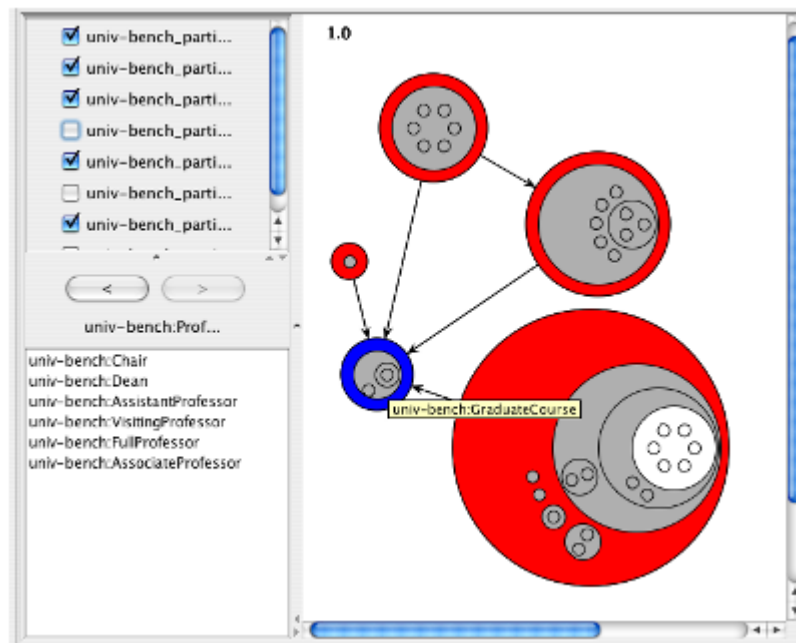 univ-bench_parti...
univ-bench_parti...
univ-bench_parti...
univ-bench_parti...
univ-bench_parti...
univ-bench_parti...
univ-bench_parti...
< >
univ-bench:Prof...
univ-bench:Chair
univ-bench:Dean
univ-bench:AssistantProfessor
univ-bench:VisitingProfessor
univ-bench:FullProfessor
univ-bench:AssociateProfessor
1.0
univ-bench:GraduateCourse